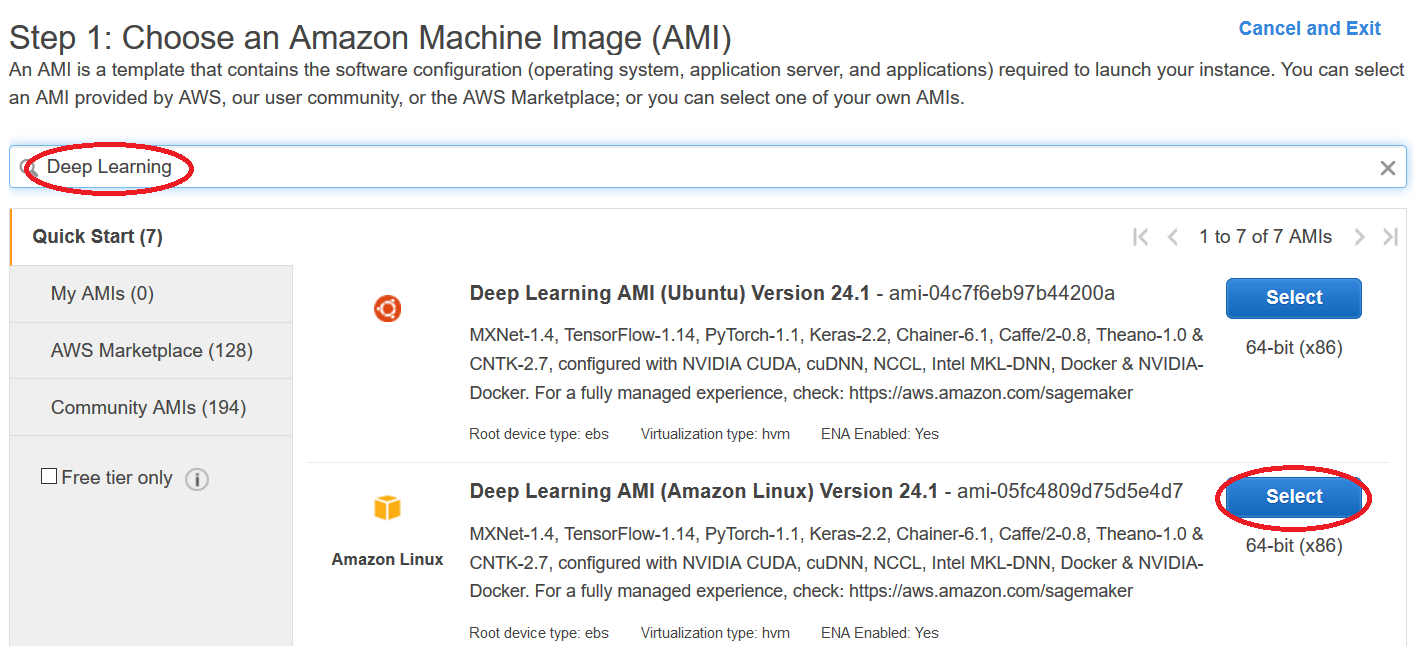 Step 1: Choose an Amazon Machine Image (AMI)
Cancel and Exit
An AMI is a template that contains the software configuration (operating system, application server, and applications) required to launch your instance. You can select
an AMI provided by AWS, our user community, or the AWS Marketplace; or you can select one of your own AMIs.
Deep Learning
Quick Start (7)
1 to 7 of 7 AMIs
My AMIs (0)
AWS Marketplace (128)
Community AMIs (194)
Free tier only
Deep Learning AMI (Ubuntu) Version 24.1 - ami-04c7f6eb97b44200a
Select
MXNet-1.4, TensorFlow-1.14, PyTorch-1.1, Keras-2.2, Chainer-6.1, Caffe/2-0.8, Theano-1.0 &
64-bit (x86)
CNTK-2.7, configured with NVIDIA CUDA, cuDNN, NCCL, Intel MKL-DNN, Docker & NVIDIA-
Docker. For a fully managed experience, check: https://aws.amazon.com/sagemaker
Root device type: ebs Virtualization type: hvm ENA Enabled: Yes
Deep Learning AMI (Amazon Linux) Version 24.1 - ami-05fc4809d75d5e4d7
Select
Amazon Linux
MXNet-1.4, TensorFlow-1.14, PyTorch-1.1, Keras-2.2, Chainer-6.1, Caffe/2-0.8, Theano-1.0 &
64-bit (x86)
CNTK-2.7, configured with NVIDIA CUDA, cuDNN, NCCL, Intel MKL-DNN, Docker & NVIDIA-
Docker. For a fully managed experience, check: https://aws.amazon.com/sagemaker
Root device type: ebs Virtualization type: hvm ENA Enabled: Yes